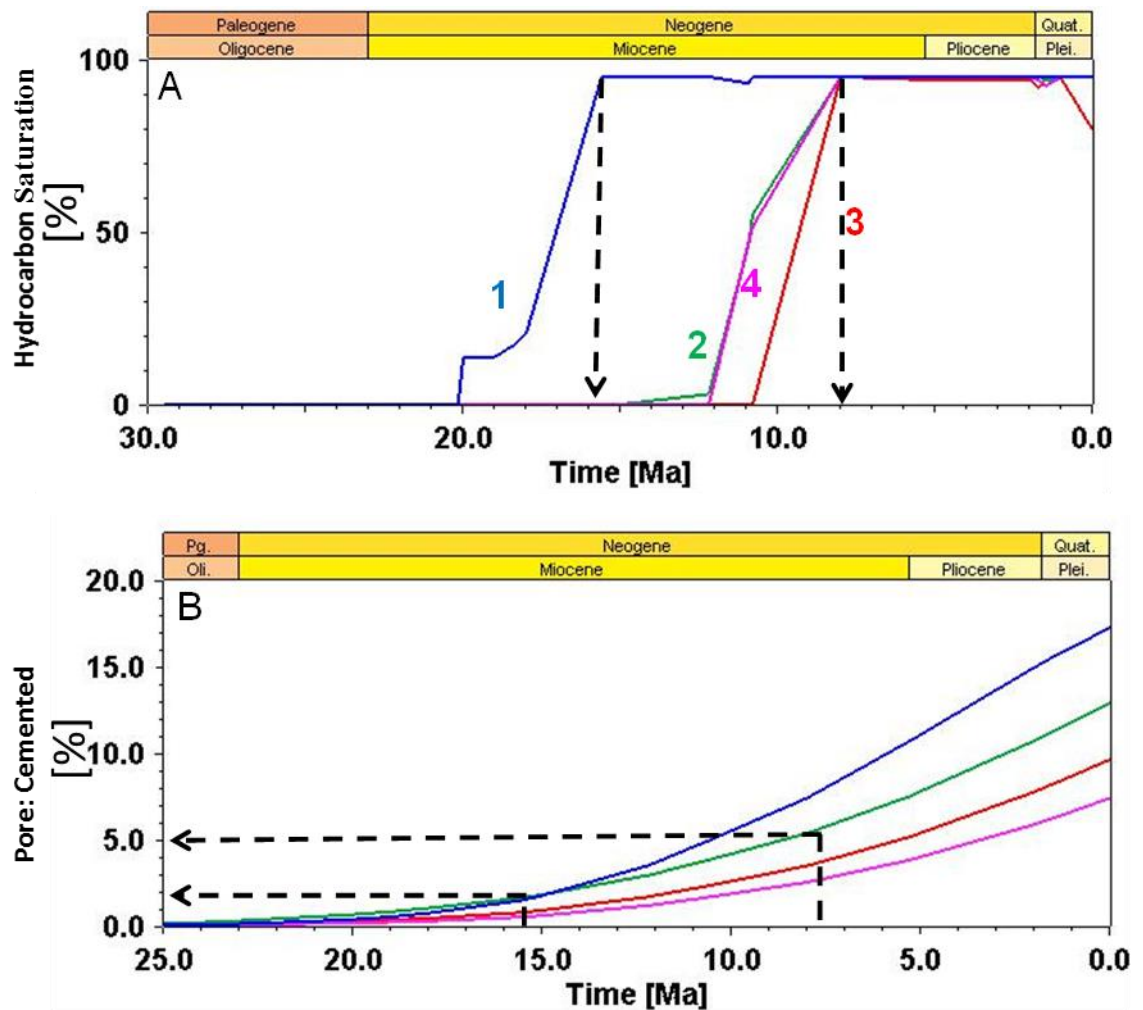 Paleogene Neogene Quat.
Oligocene Miocene Pliocene Plei.
A
Hydrocarbon Saturation
[%]
100
50
0
1
2
3
4
30.0 20.0 10.0 0.0
Time [Ma]
Pg. Neogene Quat.
Oli. Miocene Pliocene Plei.
B
Pore: Cemented
[%]
20.0
15.0
10.0
5.0
0.0
25.0 20.0 15.0 10.0 5.0 0.0
Time [Ma]